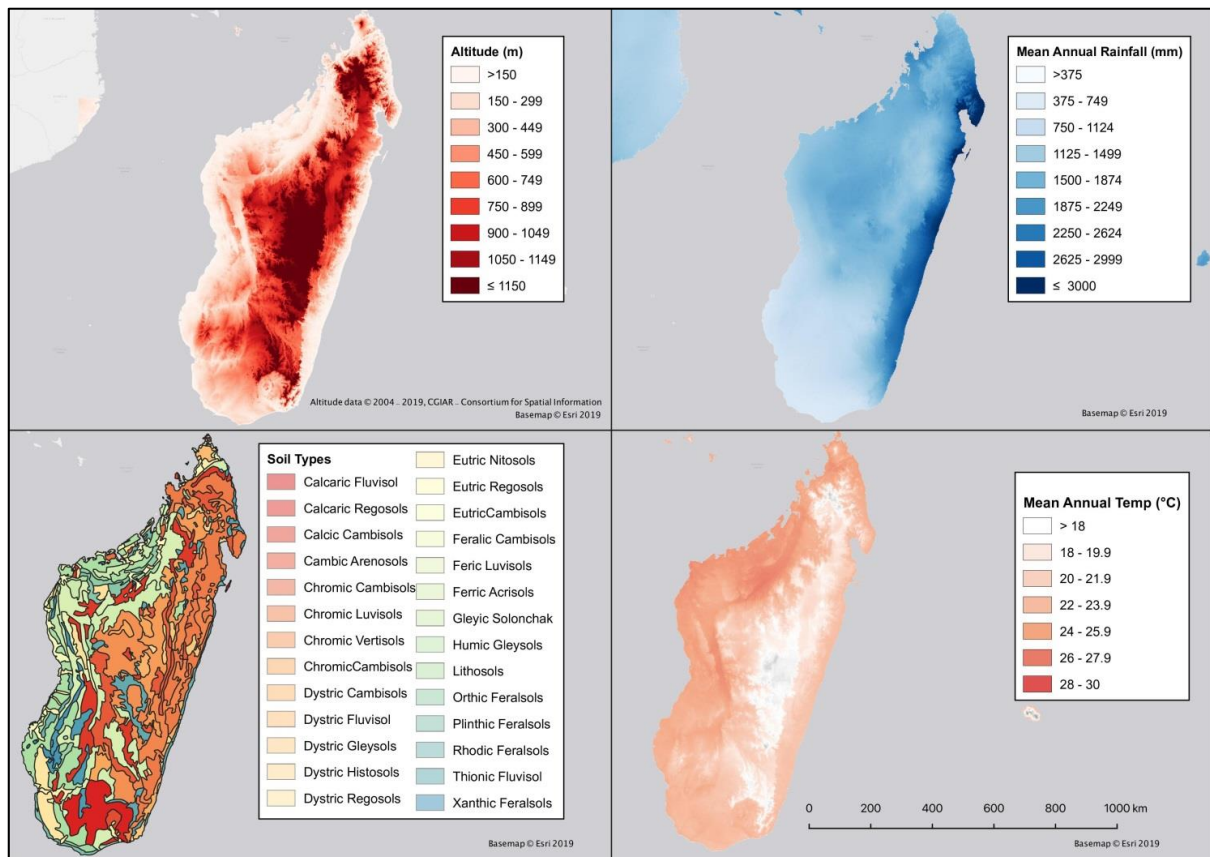 Altitude (m)
>150
150 - 299
300 - 449
450 - 599
600 - 749
750 - 899
900 - 1049
1050 - 1149
≤ 1150
Altitude data © 2004 - 2019, CGIAR - Consortium for Spatial Information
Basemap © Esri 2019
Mean Annual Rainfall (mm)
>375
375 - 749
750 - 1124
1125 - 1499
1500 - 1874
1875 - 2249
2250 - 2624
2625 - 2999
≤ 3000
Basemap © Esri 2019
Soil Types
Calcaric Fluvisol
Calcaric Regosols
Calcic Cambisols
Cambic Arenosols
Chromic Cambisols
Chromic Luvisols
Chromic Vertisols
ChromicCambisols
Dystric Cambisols
Dystric Fluvisol
Dystric Gleysols
Dystric Histosols
Dystric Regosols
Eutric Nitosols
Eutric Regosols
EutricCambisols
Feralic Cambisols
Feric Luvisols
Ferric Acrisols
Gleyic Solonchak
Humic Gleysols
Lithosols
Orthic Feralsols
Plinthic Feralsols
Rhodic Feralsols
Thionic Fluvisol
Xanthic Feralsols
Basemap © Esri 2019
Mean Annual Temp (°C)
> 18
18 - 19.9
20 - 21.9
22 - 23.9
24 - 25.9
26 - 27.9
28 - 30
0 200 400 600 800 1000 km
Basemap © Esri 2019